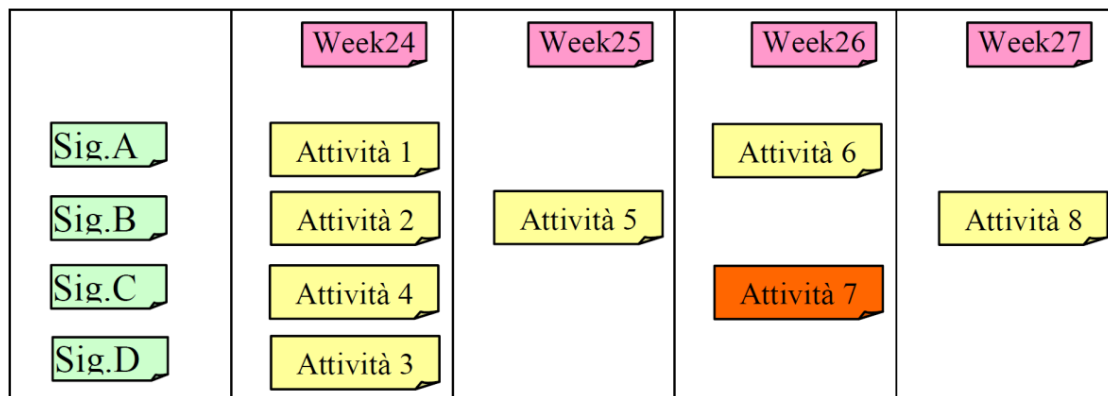 Week24 Week25 Week26 Week27
Sig.A Attività 1 Attività 6
Sig.B Attività 2 Attività 5 Attività 8
Sig.C Attività 4 Attività 7
Sig.D Attività 3